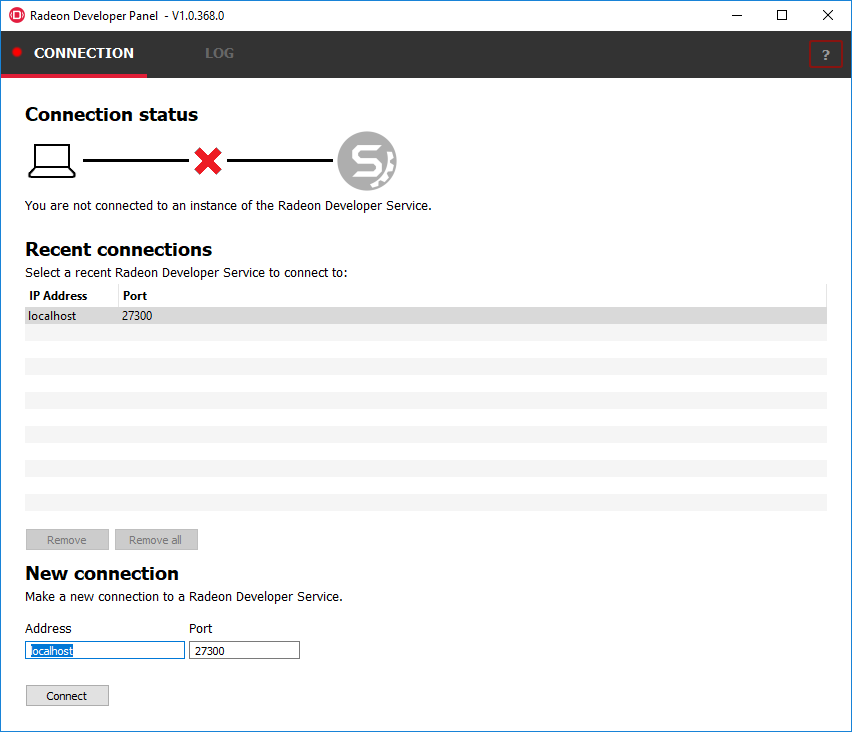 Radeon Developer Panel - V1.0.368.0
CONNECTION LOG ?
Connection status
S
You are not connected to an instance of the Radeon Developer Service.
Recent connections
Select a recent Radeon Developer Service to connect to:
IP Address Port
localhost 27300
Remove Remove all
New connection
Make a new connection to a Radeon Developer Service.
Address Port
localhost 27300
Connect